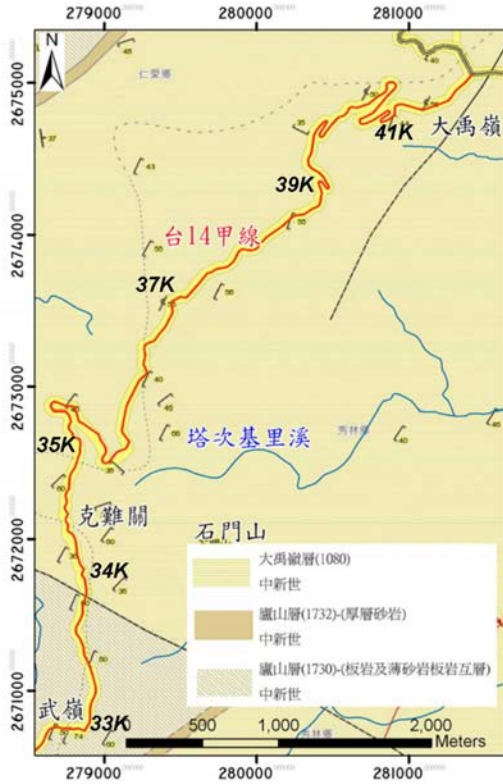 279000
280000
281000
N
2675000
2674000
2673000
2672000
2671000
仁愛鄉
大禹嶺
41K
39K
台14甲線
37K
塔次基里溪
秀林鄉
35K
克難關
石門山
34K
武嶺
33K
大禹嶺層(1080)
中新世
廬山層(1732)-(厚層砂岩)
中新世
廬山層(1730)-(板岩及薄砂岩板岩互層)
中新世
0 500 1,000 2,000
Meters
279000
280000
281000